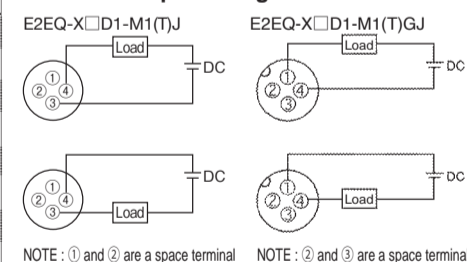 E2EQ-X□D1-M1(T)J
E2EQ-X□D1-M1(T)GJ
Load
DC
① ② ④ ③
Load
DC
① ② ④ ③
DC
Load
① ② ④ ③
DC
Load
① ② ④ ③
NOTE : ① and ② are a space terminal
NOTE : ② and ③ are a space termina